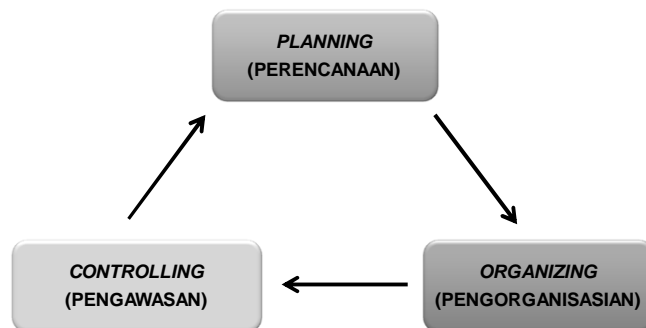 PLANNING
(PERENCANAAN)
CONTROLLING
(PENGAWASAN)
ORGANIZING
(PENGORGANISASIAN)